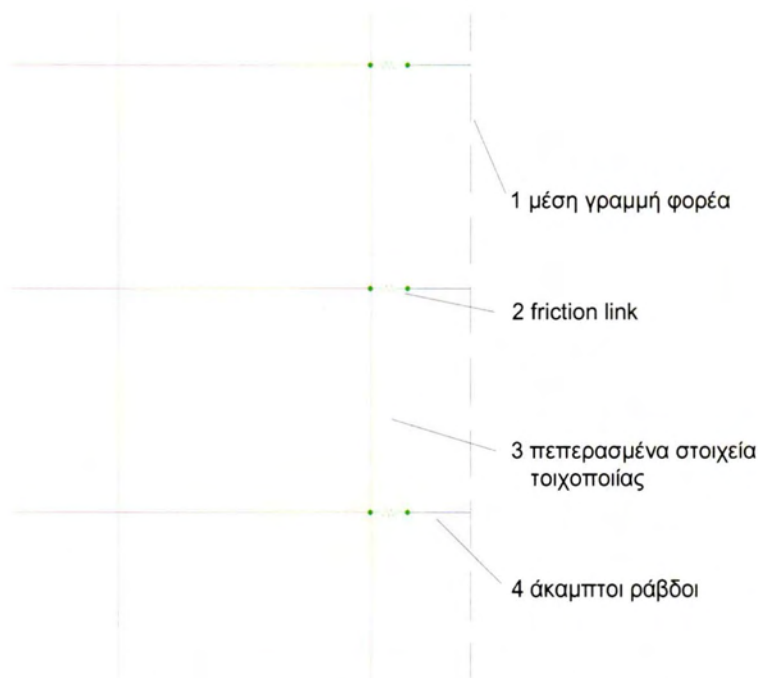 1 μέση γραμμή φορέα
2 friction link
3 πεπερασμένα στοιχεία
τοιχοποιίας
4 άκαμπτοι ράβδοι